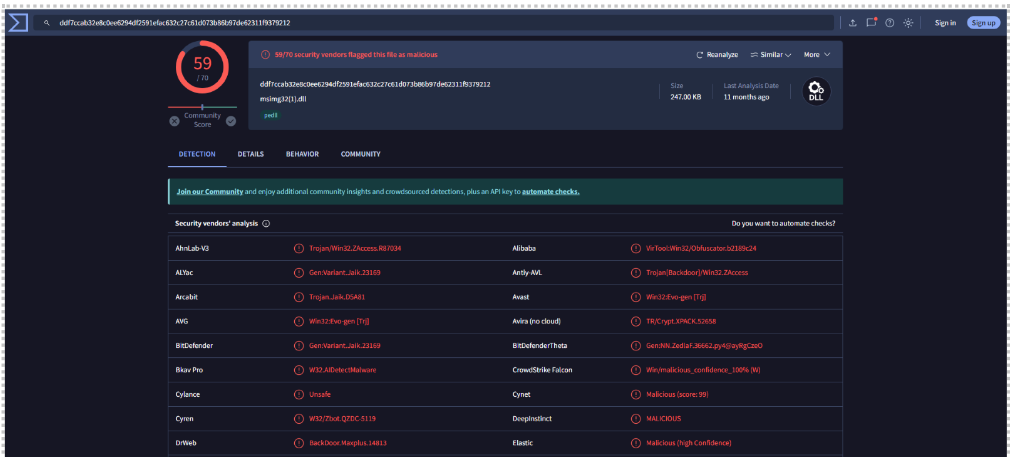 ddf7ccab32e8c0ee6294df2591efac632c27c61d073b86b97de62311f9379212
Sign in
Sign up
59
/ 70
Community
Score
59/70 security vendors flagged this file as malicious
Reanalyze
Similar
More
ddf7ccab32e8c0ee6294df2591efac632c27c61d073b86b97de62311f9379212
msimg32(1).dll
pedll
Size
247.00 KB
Last Analysis Date
11 months ago
DLL
DETECTION DETAILS BEHAVIOR COMMUNITY
Join our Community and enjoy additional community insights and crowdsourced detections, plus an API key to automate checks.
Security vendors' analysis
Do you want to automate checks?
AhnLab-V3 Trojan/Win32.ZAccess.R87034 Alibaba VirTool:Win32/Obfuscator.b2189c24
ALYac Gen:Variant.Jaik.23169 Antiy-AVL Trojan[Backdoor]/Win32.ZAccess
Arcabit Trojan.Jaik.D5A81 Avast Win32:Evo-gen [Trj]
AVG Win32:Evo-gen [Trj] Avira (no cloud) TR/Crypt.XPACK.52658
BitDefender Gen:Variant.Jaik.23169 BitDefenderTheta Gen:NN.ZedlaF.36662.py4@ayRgCzeO
Bkav Pro W32.AIDetectMalware CrowdStrike Falcon Win/malicious_confidence_100% (W)
Cylance Unsafe Cynet Malicious (score: 99)
Cyren W32/Zbot.QZDC-5119 DeepInstinct MALICIOUS
DrWeb BackDoor.Maxplus.14813 Elastic Malicious (high Confidence)